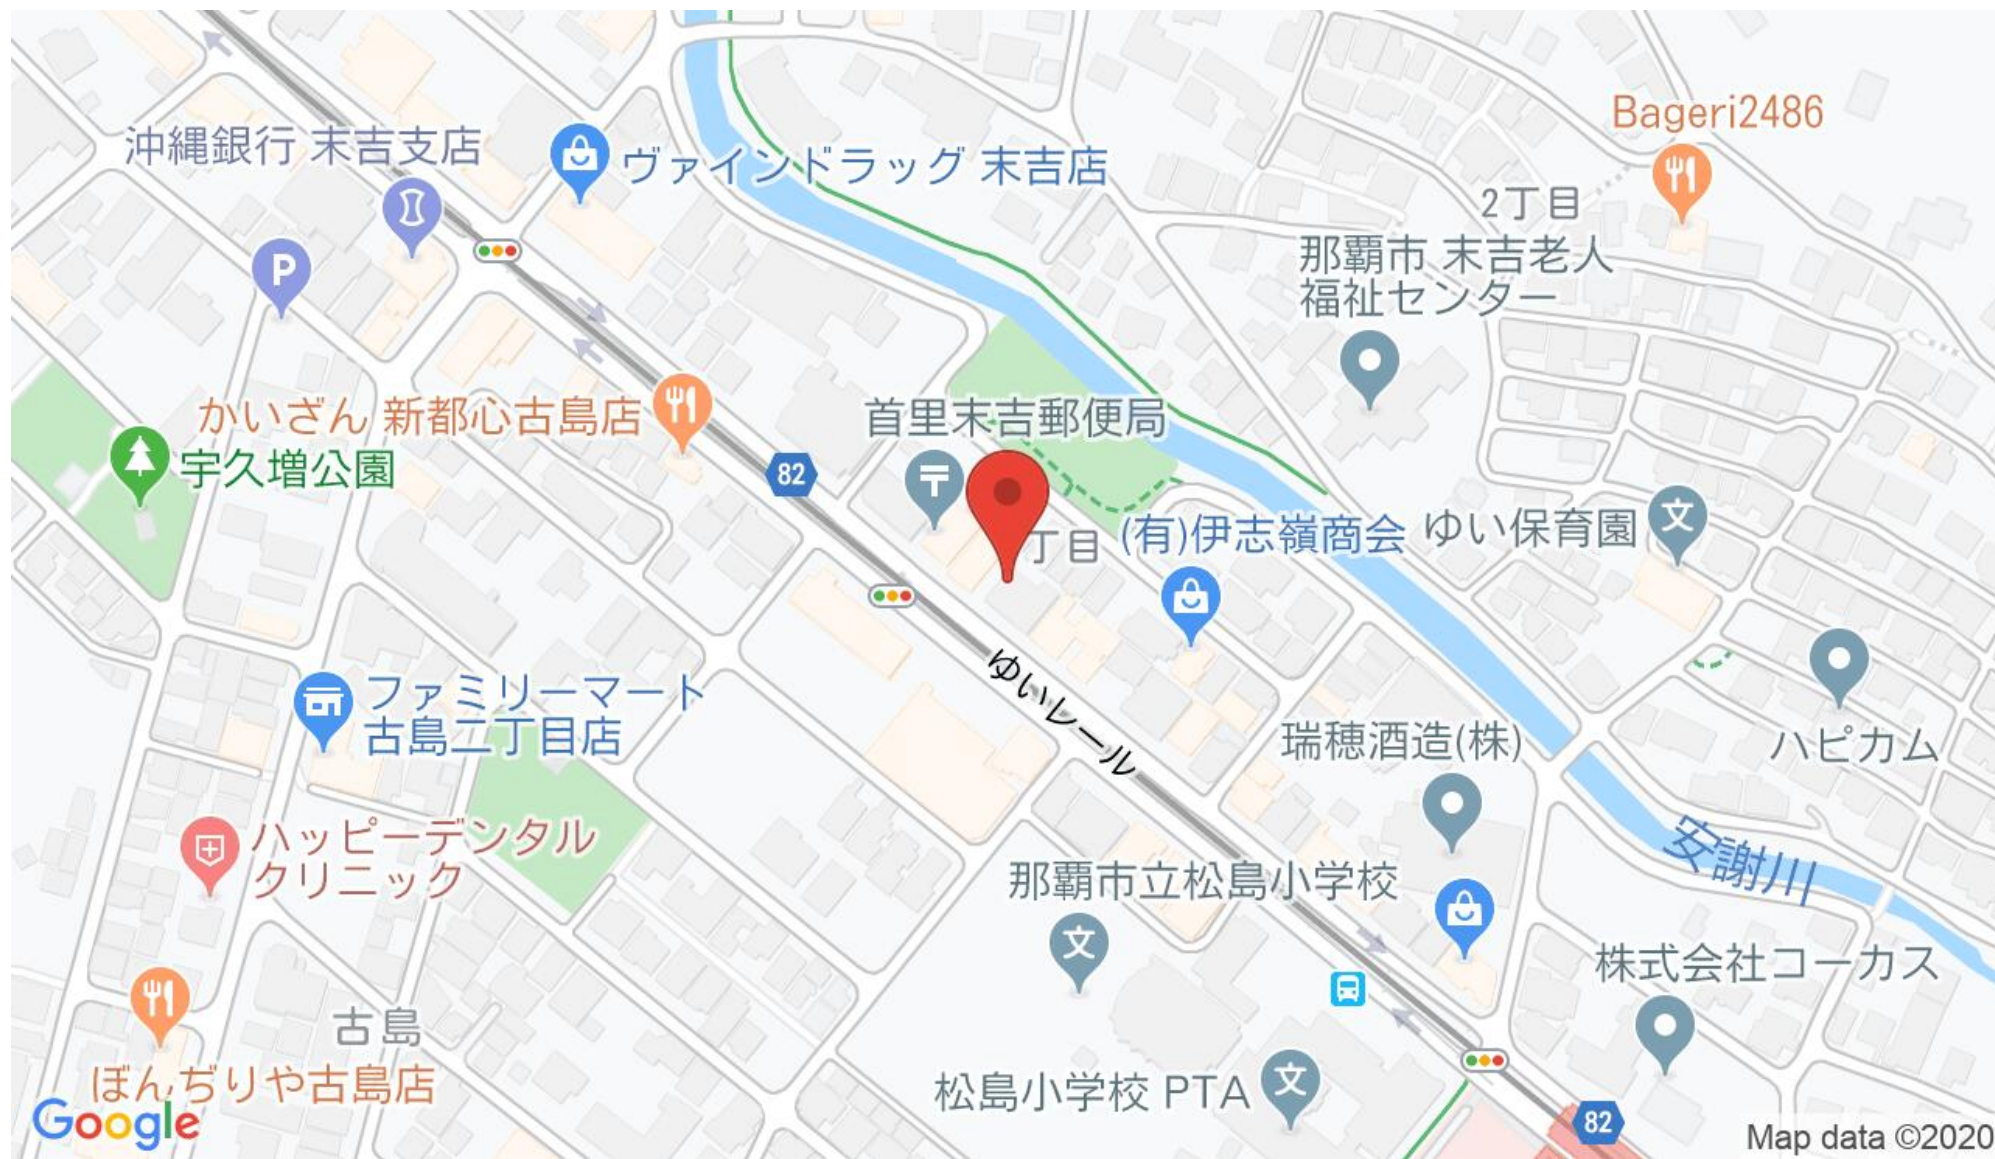 Bageri2486
沖縄銀行 末吉支店
ヴァインドラッグ 末吉店
2丁目
那覇市 末吉老人
福祉センター
P
かいざん 新都心古島店
首里末吉郵便局
宇久増公園
82
丁目
(有)伊志嶺商会
ゆい保育園
文
ゆいレール
ファミリーマート
古島二丁目店
瑞穂酒造(株)
ハピカム
ハッピーデンタル
クリニック
安謝川
那覇市立松島小学校
文
株式会社コーカス
古島
ぼんぢりや古島店
松島小学校 PTA
文
82
Google
Map data ©2020